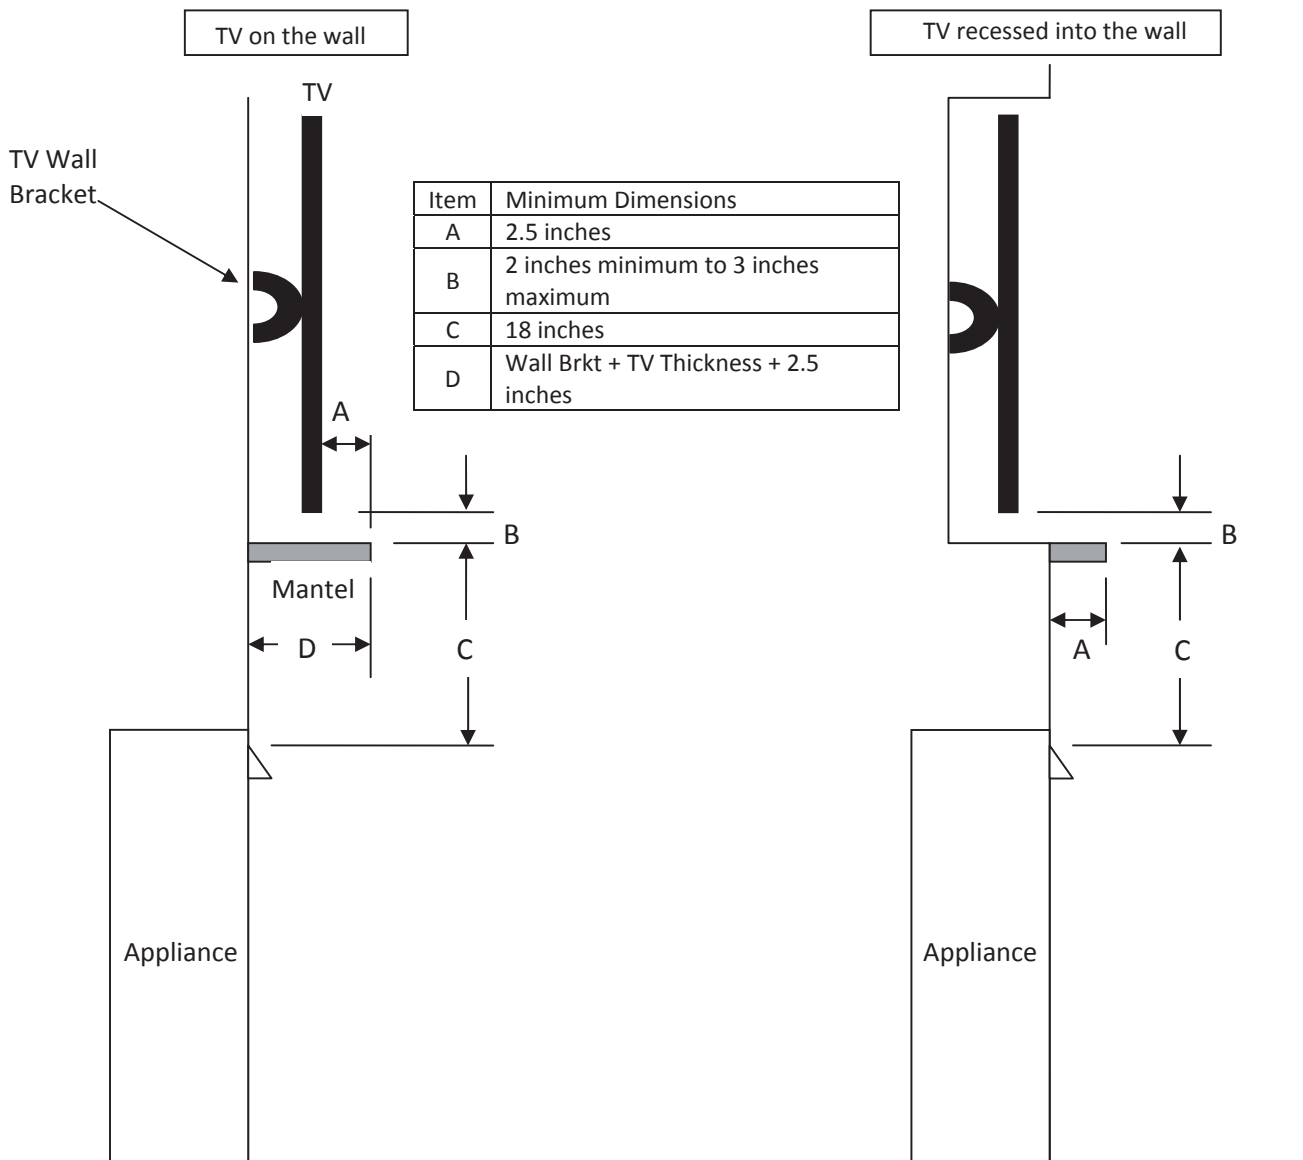 TV on the wall
TV recessed into the wall
TV
TV Wall
Bracket
Item Minimum Dimensions
A 2.5 inches
B 2 inches minimum to 3 inches
maximum
C 18 inches
D Wall Brkt + TV Thickness + 2.5
inches
A
B
B
Mantel
D
C
A
C
Appliance
Appliance